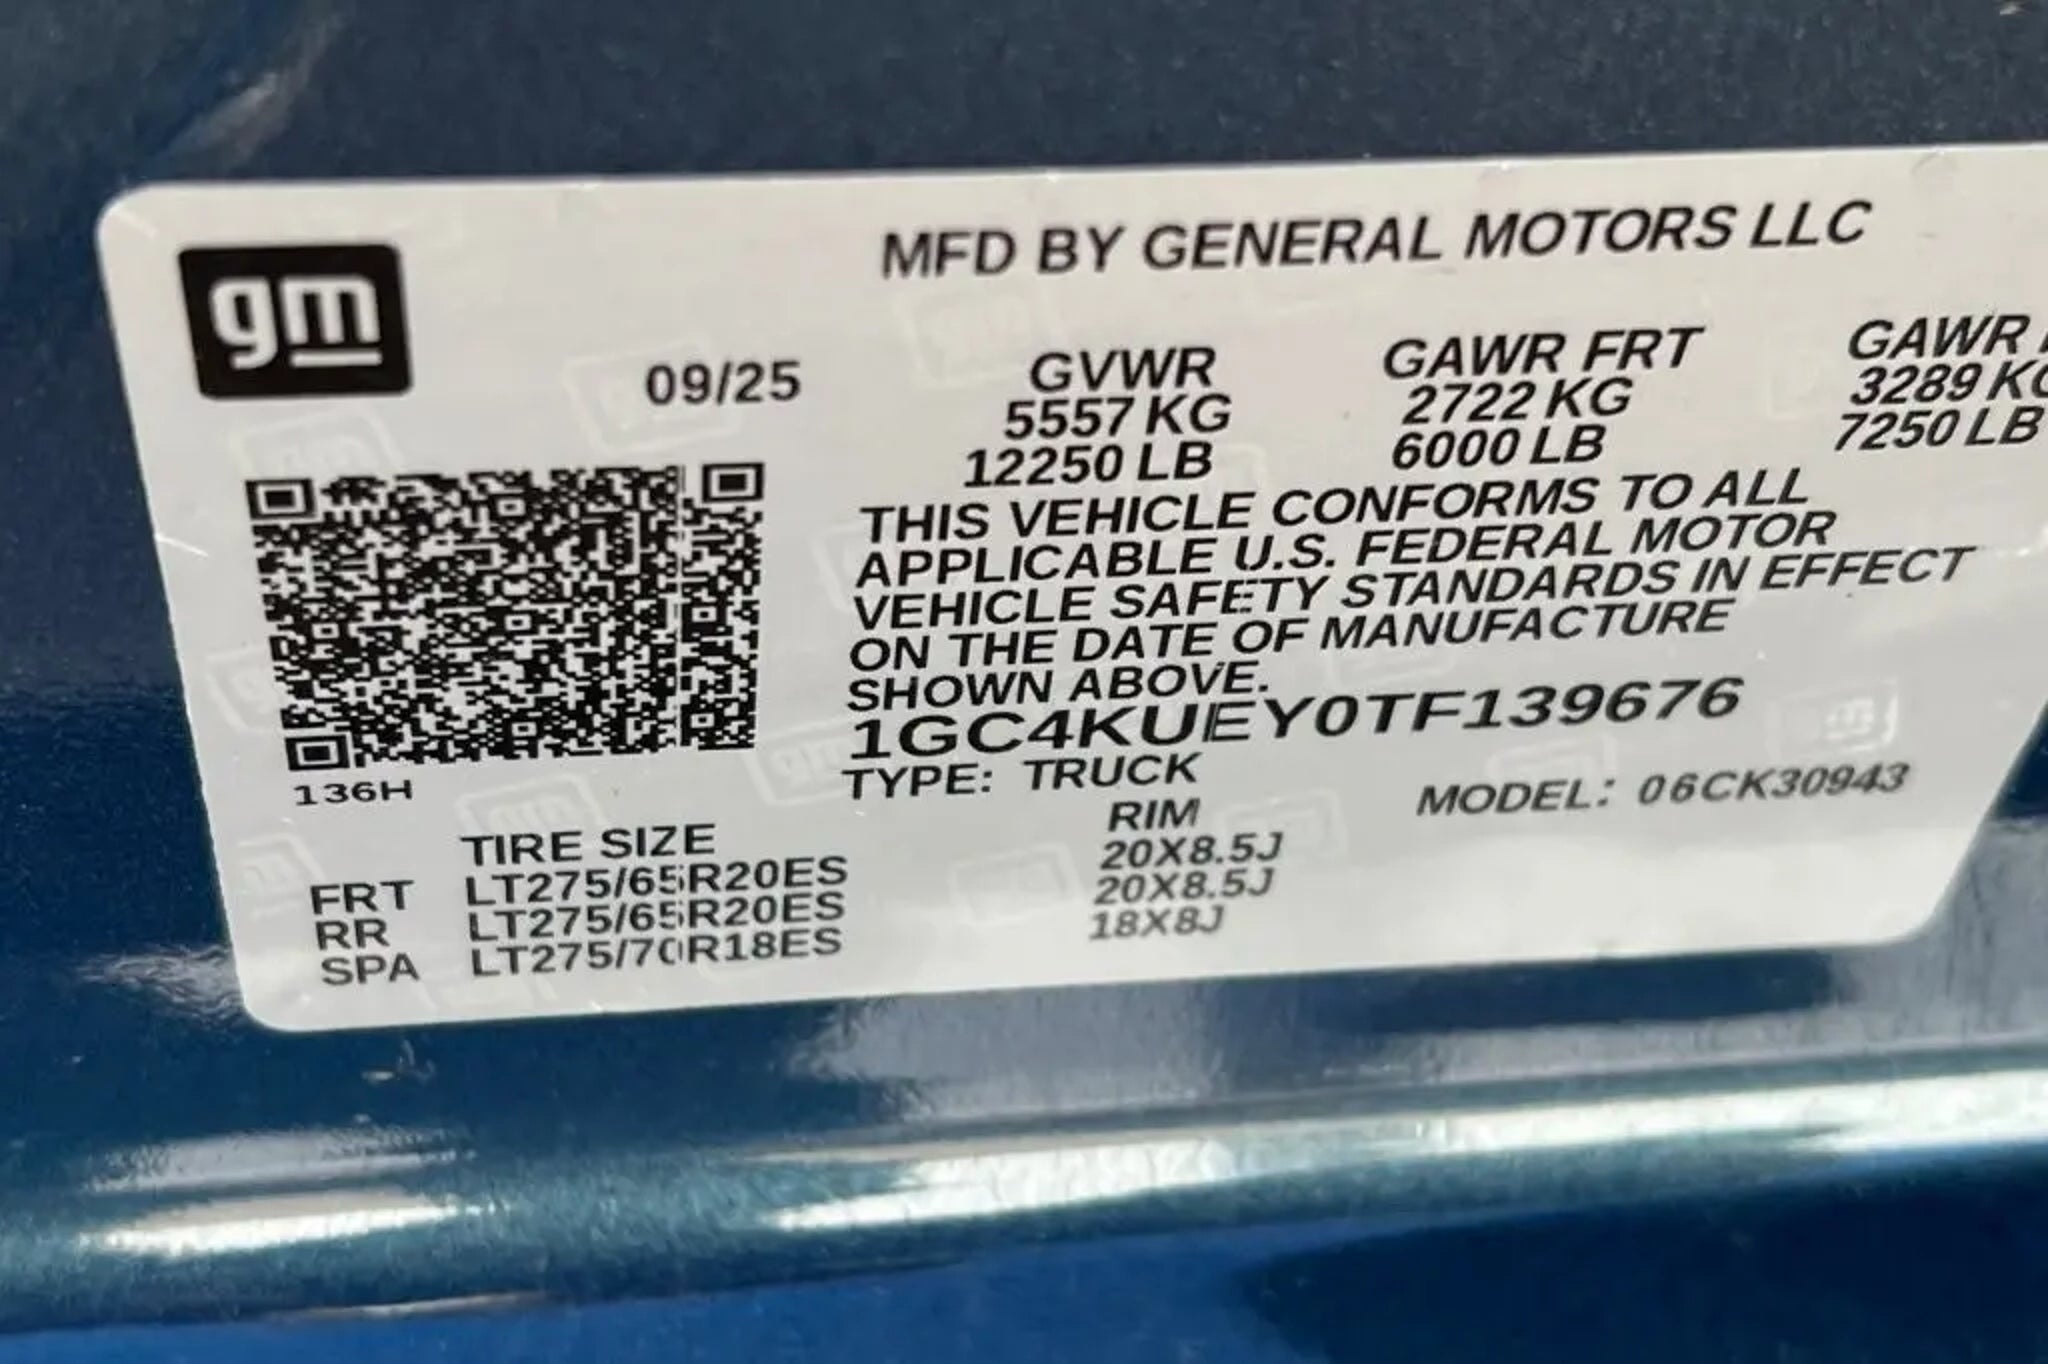 gm
MFD BY GENERAL MOTORS LLC
09/25
GVWR GAWR FRT GAWR
5557 KG 2722 KG 3289 KG
12250 LB 6000 LB 7250 LB
THIS VEHICLE CONFORMS TO ALL
APPLICABLE U.S. FEDERAL MOTOR
VEHICLE SAFETY STANDARDS IN EFFECT
ON THE DATE OF MANUFACTURE
SHOWN ABOVE.
1GC4KUEY0TF139676
TYPE: TRUCK MODEL: 06CK30943
136H
TIRE SIZE RIM
FRT LT275/65R20ES 20X8.5J
RR LT275/65R20ES 20X8.5J
SPA LT275/70R18ES 18X8J